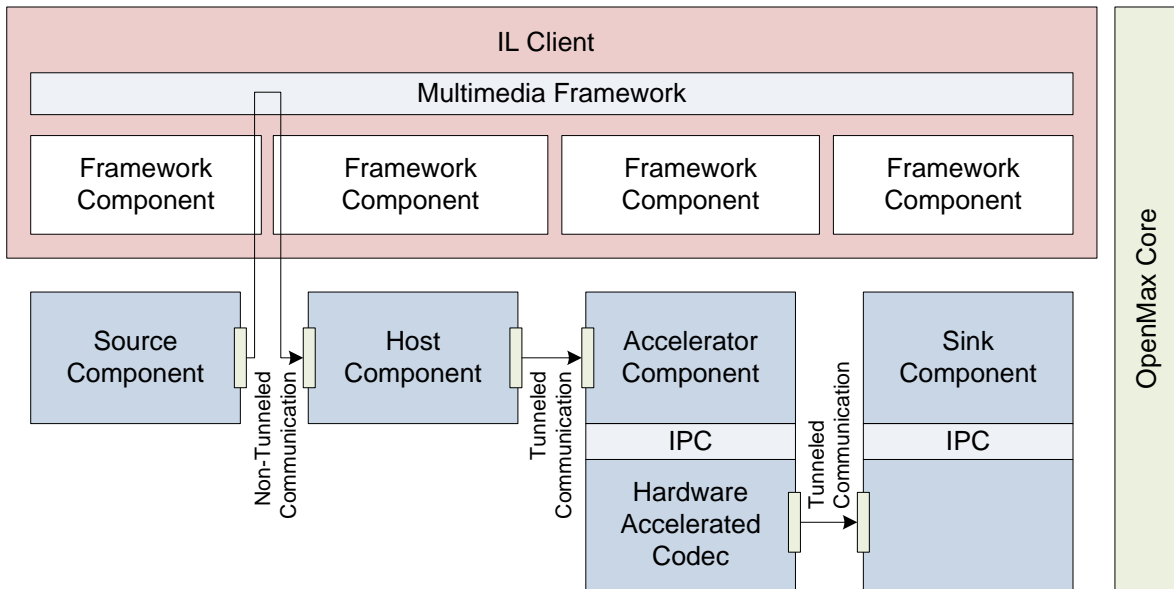 IL Client
Multimedia Framework
Framework
Component
Framework
Component
Framework
Component
Framework
Component
OpenMax Core
Source
Component
Non-Tunneled
Communication
Host
Component
Tunneled
Communication
Accelerator
Component
IPC
Hardware
Accelerated
Codec
Tunneled
Communication
Sink
Component
IPC